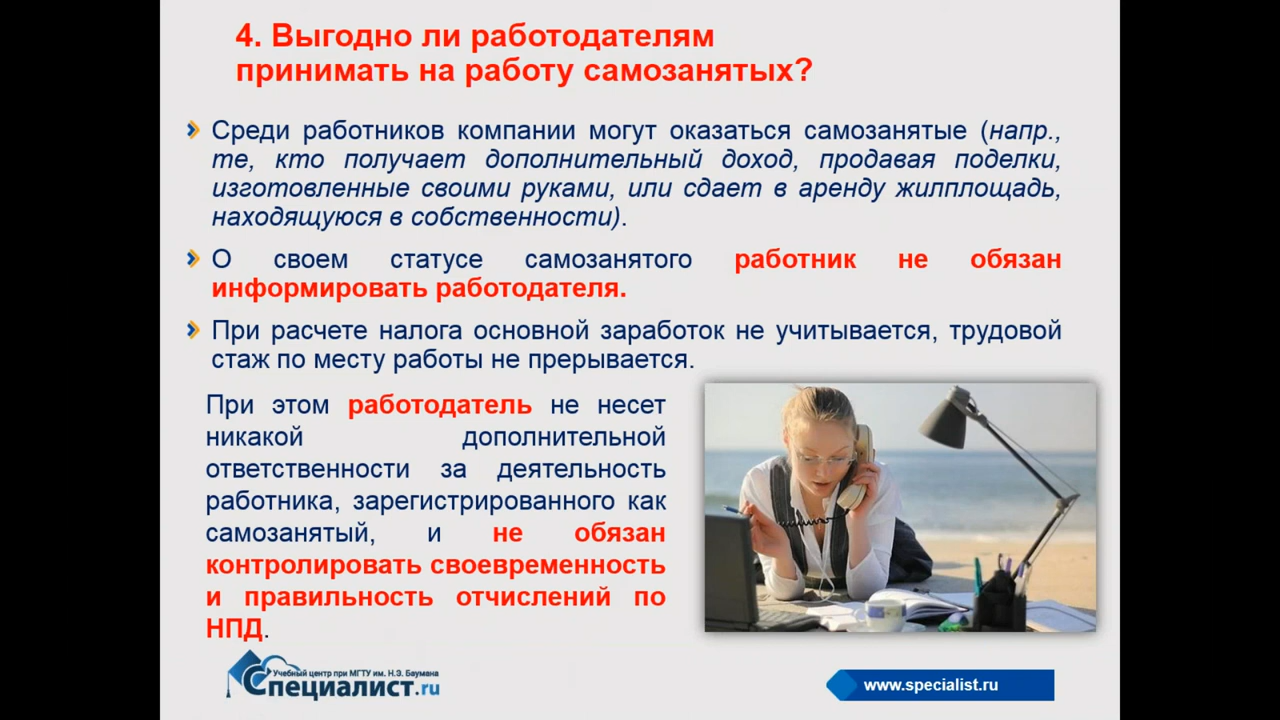 4. Выгодно ли работодателям
принимать на работу самозанятых?
Среди работников компании могут оказаться самозанятые (напр.,
те, кто получает дополнительный доход, продавая поделки,
изготовленные своими руками, или сдает в аренду жилплощадь,
находящуюся в собственности).
О своем статусе самозанятого работник не обязан
информировать работодателя.
При расчете налога основной заработок не учитывается, трудовой
стаж по месту работы не прерывается.
При этом работодатель не несет
никакой дополнительной
ответственности за деятельность
работника, зарегистрированного как
самозанятый, и не обязан
контролировать своевременность
и правильность отчислений по
НПД.
Учебный центр при МГТУ им. Н.Э. Баумана
Специалист.ru
www.specialist.ru